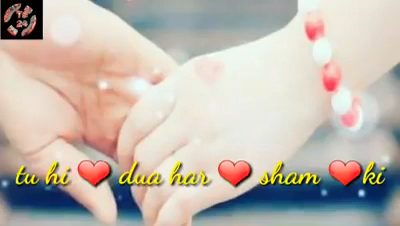 tu hi ❤ dua har ❤ sham ❤ki